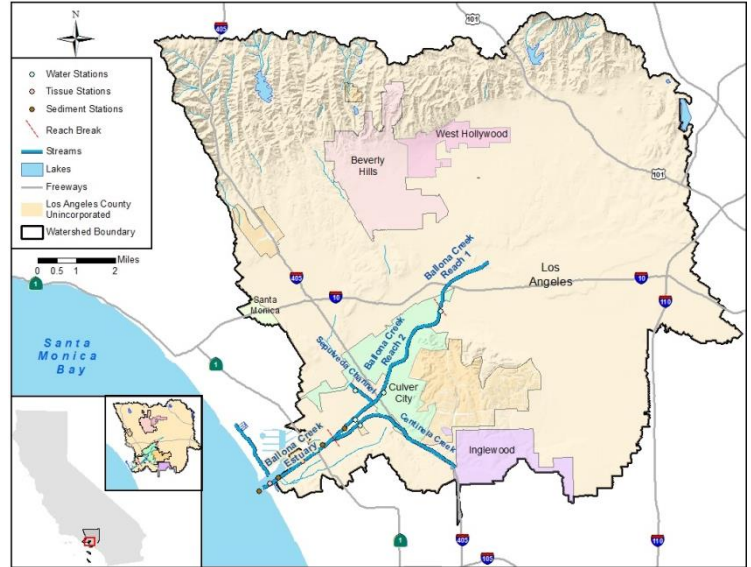 N
Water Stations
Tissue Stations
Sediment Stations
Reach Break
Streams
Lakes
Freeways
Los Angeles County
Unincorporated
Watershed Boundary
0 0.5 1 2
Miles
405
101
West Hollywood
Beverly
Hills
101
Ballona Creek
Reach 1
Los
Angeles
405
10
10
110
1
Santa
Monica
Santa
Monica
Bay
1
Ballona Creek
Reach 2
Sepulveda Channel
Culver
City
Centinela Creek
Ballona Creek
Estuary
Inglewood
1
405
105
110